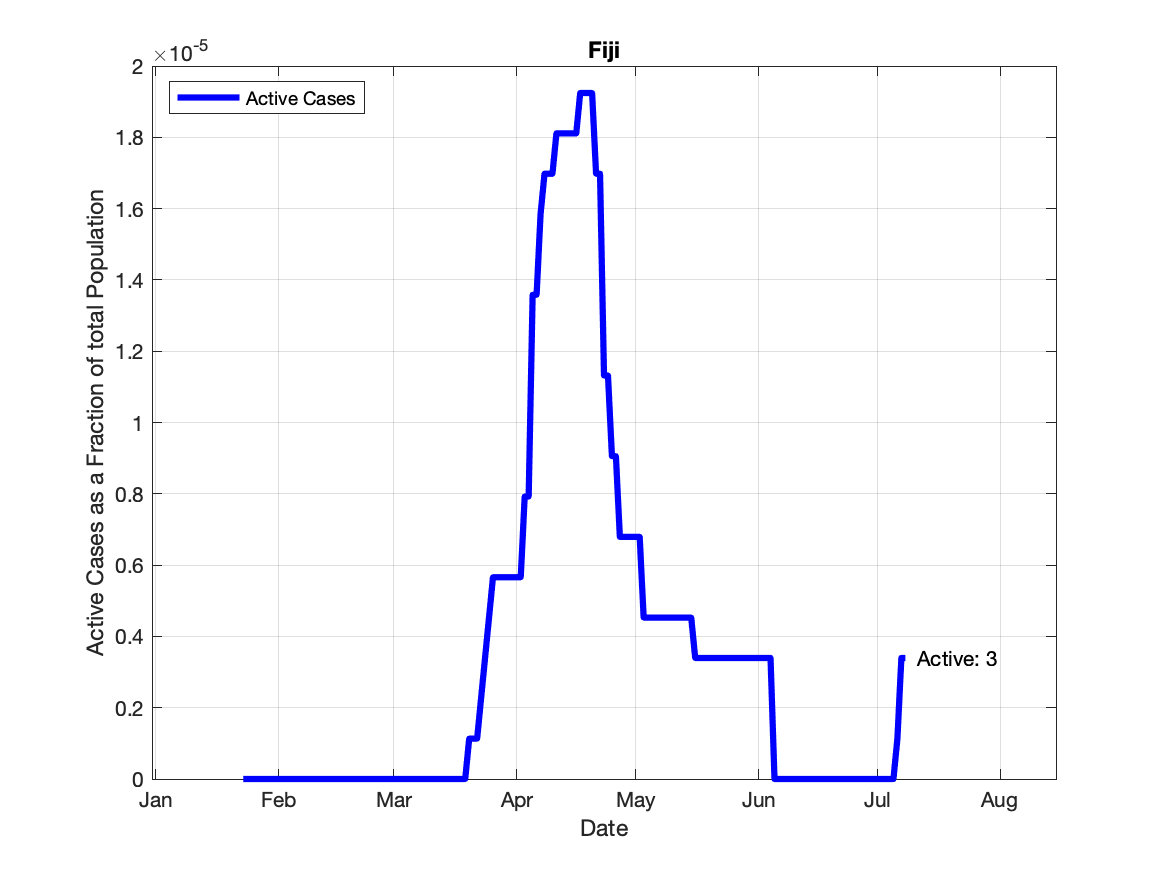 Fiji
×10-5
Active Cases
2
1.8
1.6
1.4
1.2
1
0.8
0.6
0.4
0.2
0
Active Cases as a Fraction of total Population
Active: 3
Jan Feb Mar Apr May Jun Jul Aug
Date